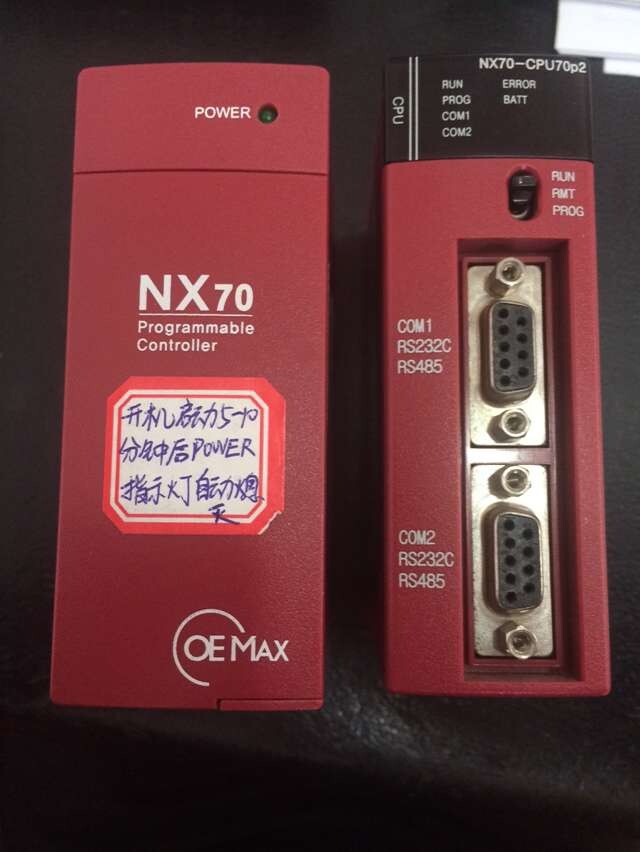 POWER
NX70
Programmable
Controller
开机启动5-10
分钟后POWER
指示灯自动熄
灭
OEMAX
NX70-CPU70p2
CPU
RUN ERROR
PROG BATT
COM1
COM2
RUN
RMT
PROG
COM1
RS232C
RS485
COM2
RS232C
RS485